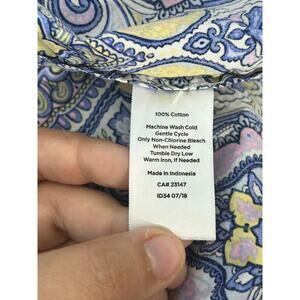 100% Cotton
Machine Wash Cold
Gentle Cycle
Only Non-Chlorine Bleach
When Needed
Tumble Dry Low
Warm Iron, If Needed
Made In Indonesia
CA# 23147
ID34 07/18